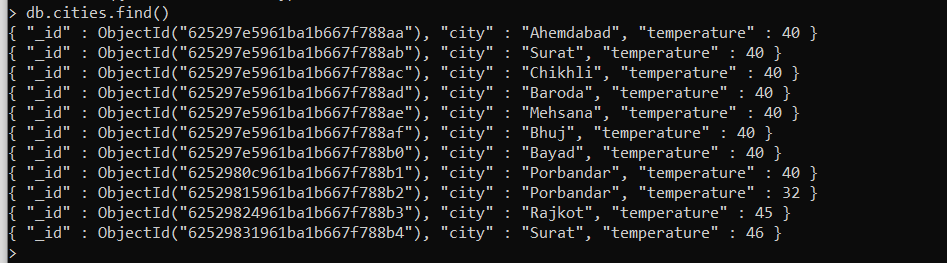 > db.cities.find()
{ "_id" : ObjectId("625297e5961ba1b667f788aa"), "city" : "Ahemdabad", "temperature" : 40 }
{ "_id" : ObjectId("625297e5961ba1b667f788ab"), "city" : "Surat", "temperature" : 40 }
{ "_id" : ObjectId("625297e5961ba1b667f788ac"), "city" : "Chikhli", "temperature" : 40 }
{ "_id" : ObjectId("625297e5961ba1b667f788ad"), "city" : "Baroda", "temperature" : 40 }
{ "_id" : ObjectId("625297e5961ba1b667f788ae"), "city" : "Mehsana", "temperature" : 40 }
{ "_id" : ObjectId("625297e5961ba1b667f788af"), "city" : "Bhuj", "temperature" : 40 }
{ "_id" : ObjectId("625297e5961ba1b667f788b0"), "city" : "Bayad", "temperature" : 40 }
{ "_id" : ObjectId("6252980c961ba1b667f788b1"), "city" : "Porbandar", "temperature" : 40 }
{ "_id" : ObjectId("62529815961ba1b667f788b2"), "city" : "Porbandar", "temperature" : 32 }
{ "_id" : ObjectId("62529824961ba1b667f788b3"), "city" : "Rajkot", "temperature" : 45 }
{ "_id" : ObjectId("62529831961ba1b667f788b4"), "city" : "Surat", "temperature" : 46 }
>